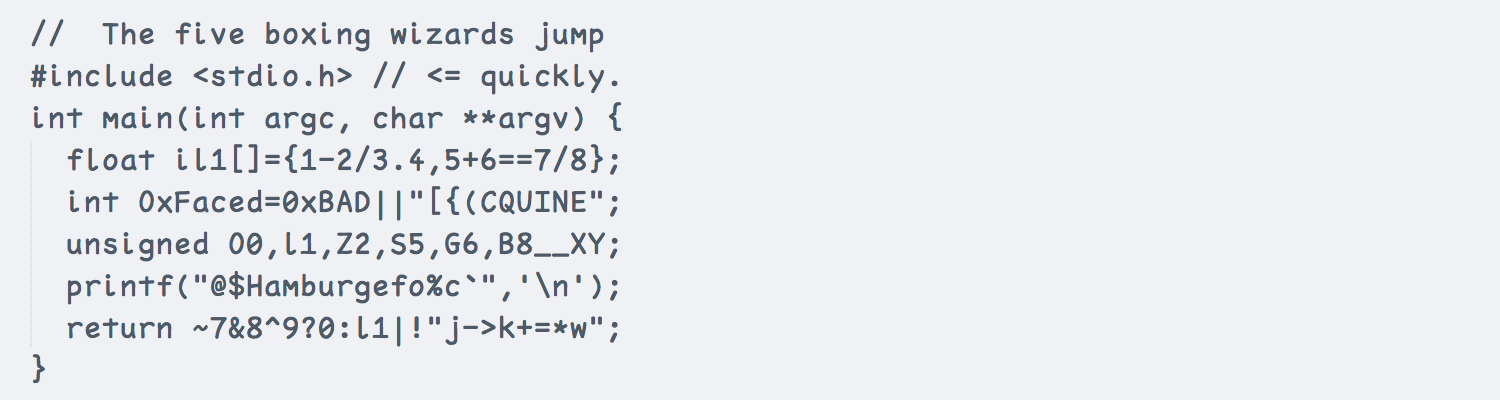 //  The five boxing wizards jump
#include <stdio.h> // <= quickly.
int main(int argc, char **argv) {
  float il1[]={1-2/3.4,5+6==7/8};
  int OxFaced=0xBAD||"[{(CQUINE";
  unsigned O0,l1,Z2,S5,G6,B8__XY;
  printf("@$Hamburgefo%c`",'\n');
  return ~7&8^9?0:l1|!"j->k+=*w";
}